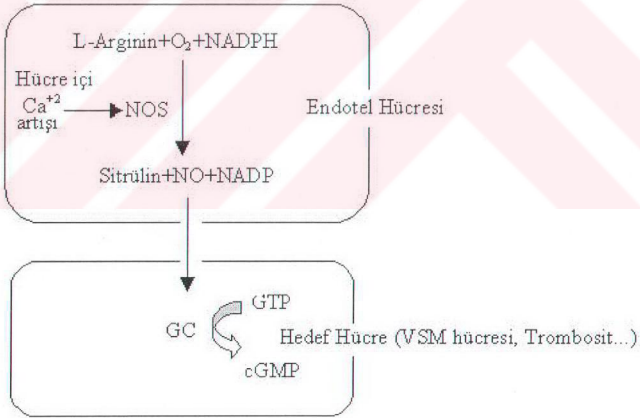 L-Arginin+O₂+NADPH
Hücre içi
Ca⁺²
artışı
NOS
Endotel Hücresi
Sitrülin+NO+NADP
GTP
GC
Hedef Hücre (VSM hücresi, Trombosit...)
cGMP